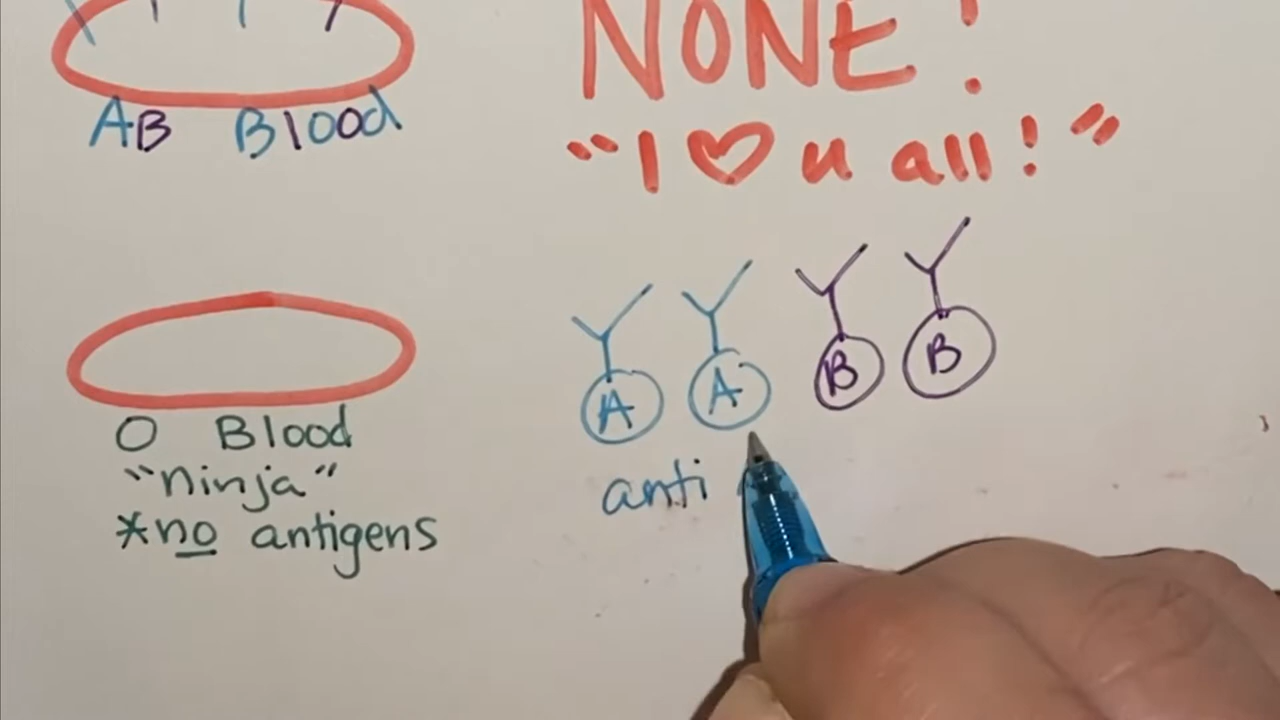 NONE!
AB Blood
"I ♡ u all!"
A A B B
O Blood
"ninja"
*no antigens
anti